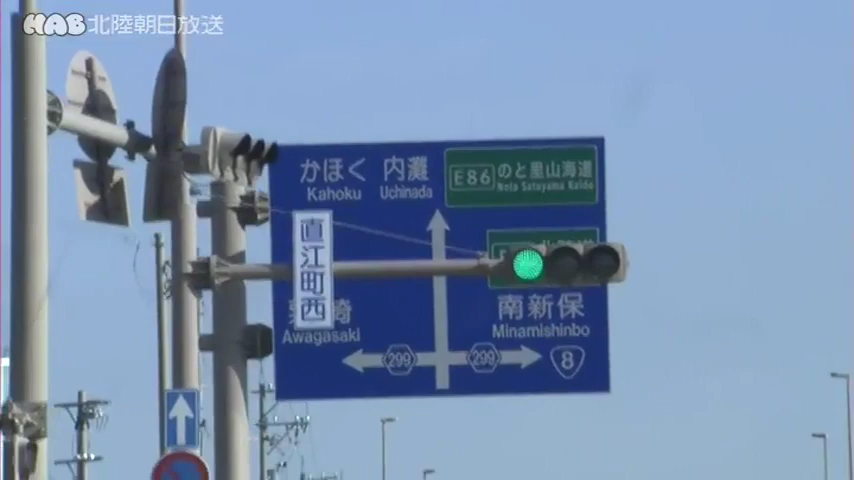 HAB北陸朝日放送
かほく 内灘
Kahoku Uchinada
E86 のと里山海道
Noto Satoyama Kaido
直江町西
崎
Awagasaki
南新保
Minamishinbo
299 299 8